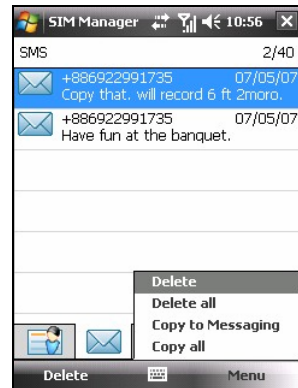 SIM Manager 10:56
SMS 2/40
+886922991735 07/05/07
Copy that. will record 6 ft 2moro.
+886922991735 07/05/07
Have fun at the banquet.
Delete
Delete all
Copy to Messaging
Copy all
Delete Menu